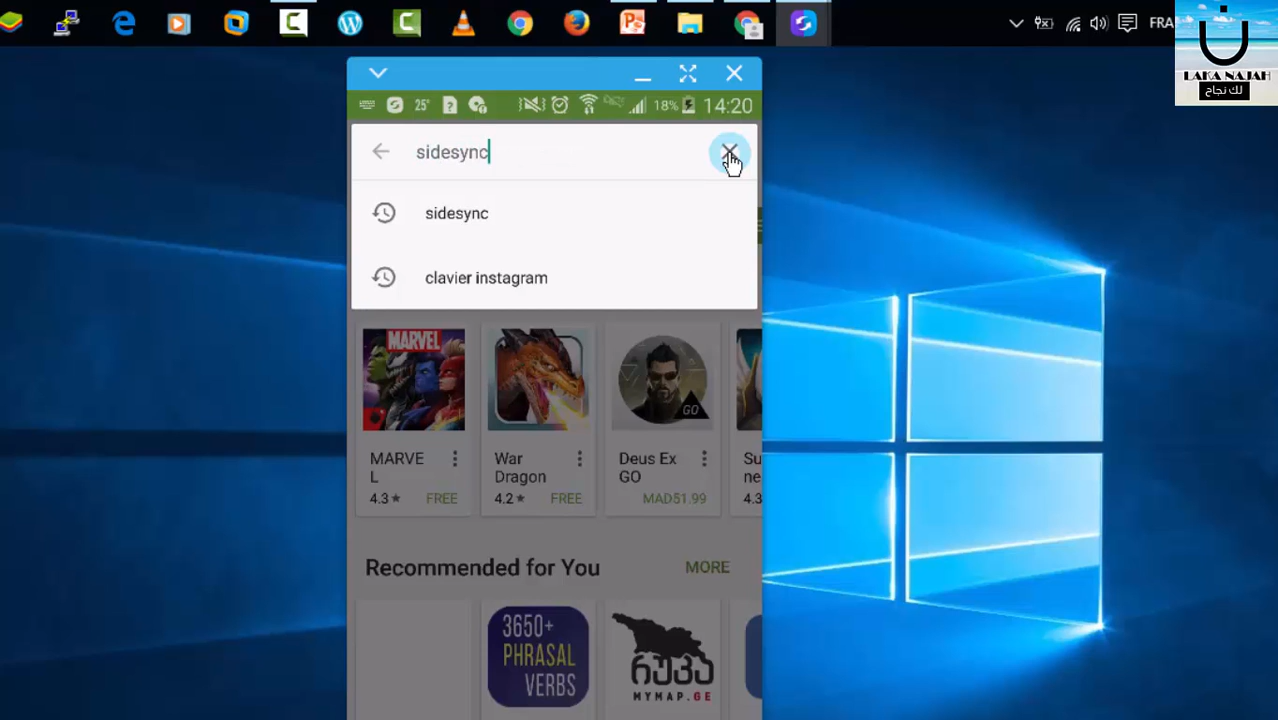 FRA
LAKA NAJAH
لك نجاح
25°
18%
14:20
sidesync
sidesync
clavier instagram
MARVEL
GO
MARVE
L
4.3★ FREE
War
Dragon
4.2★ FREE
Deus Ex
GO
MAD51.99
Su
ne
4.3
Recommended for You
MORE
3650+
PHRASAL
VERBS
რუკა
MYMAP.GE